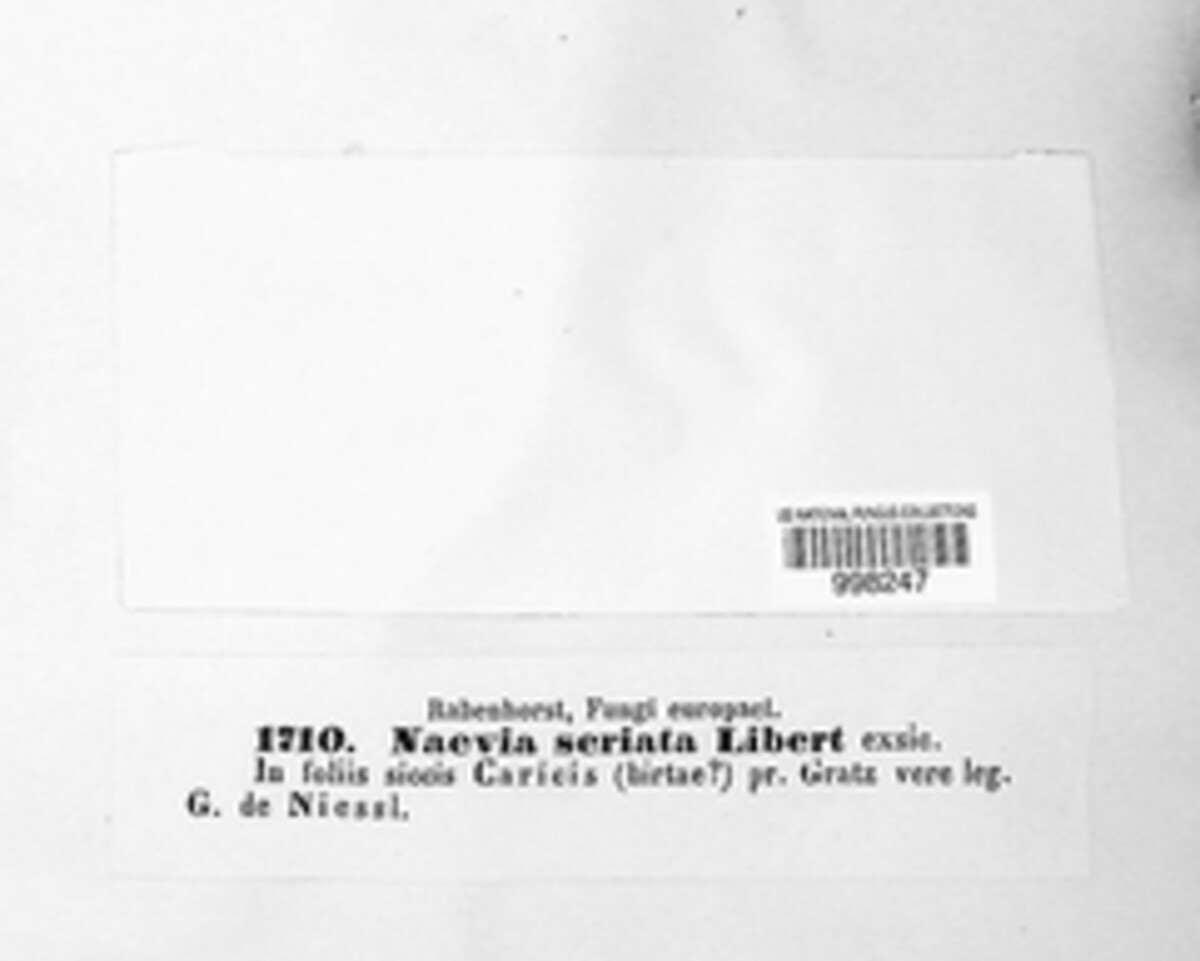 US NATIONAL FUNGUS COLLECTIONS
998247
Rabenhorst, Fungi europaei.
1710. Naevia seriata Libert exsic.
In foliis siccis Caricis (hirtae?) pr. Gratz vere leg.
G. de Niessl.